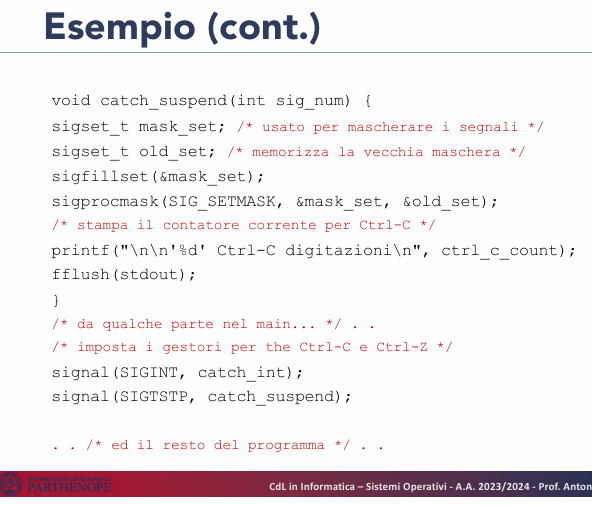 Esempio (cont.)
void catch_suspend(int sig_num) {
sigset_t mask_set; /* usato per mascherare i segnali */
sigset_t old_set; /* memorizza la vecchia maschera */
sigfillset(&mask_set);
sigprocmask(SIG_SETMASK, &mask_set, &old_set);
/* stampa il contatore corrente per Ctrl-C */
printf("\n\n'%d' Ctrl-C digitazioni\n", ctrl_c_count);
fflush(stdout);
}
/* da qualche parte nel main... */ . .
/* imposta i gestori per the Ctrl-C e Ctrl-Z */
signal(SIGINT, catch_int);
signal(SIGTSTP, catch_suspend);
. . /* ed il resto del programma */ . .
PARTHENOPE
CdL in Informatica – Sistemi Operativi - A.A. 2023/2024 - Prof. Anton